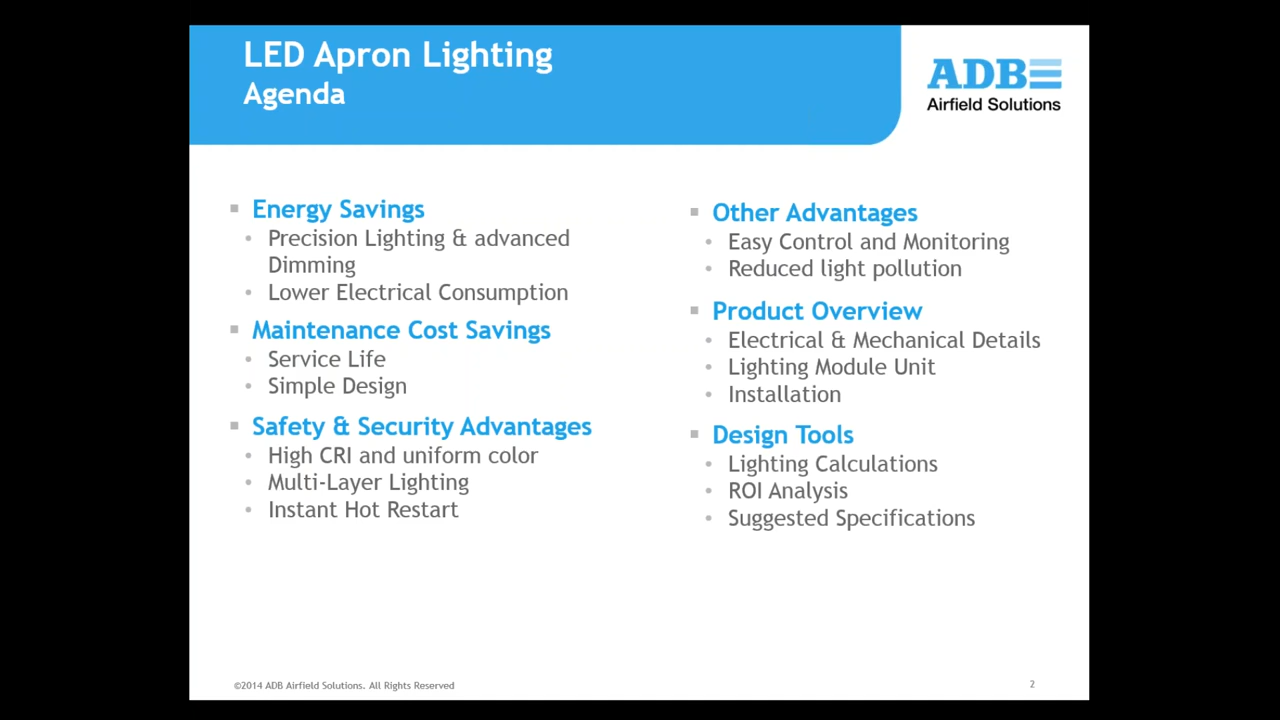 LED Apron Lighting
Agenda
ADB
Airfield Solutions
Energy Savings
Precision Lighting & advanced
Dimming
Lower Electrical Consumption
Maintenance Cost Savings
Service Life
Simple Design
Safety & Security Advantages
High CRI and uniform color
Multi-Layer Lighting
Instant Hot Restart
Other Advantages
Easy Control and Monitoring
Reduced light pollution
Product Overview
Electrical & Mechanical Details
Lighting Module Unit
Installation
Design Tools
Lighting Calculations
ROI Analysis
Suggested Specifications
©2014 ADB Airfield Solutions. All Rights Reserved
2